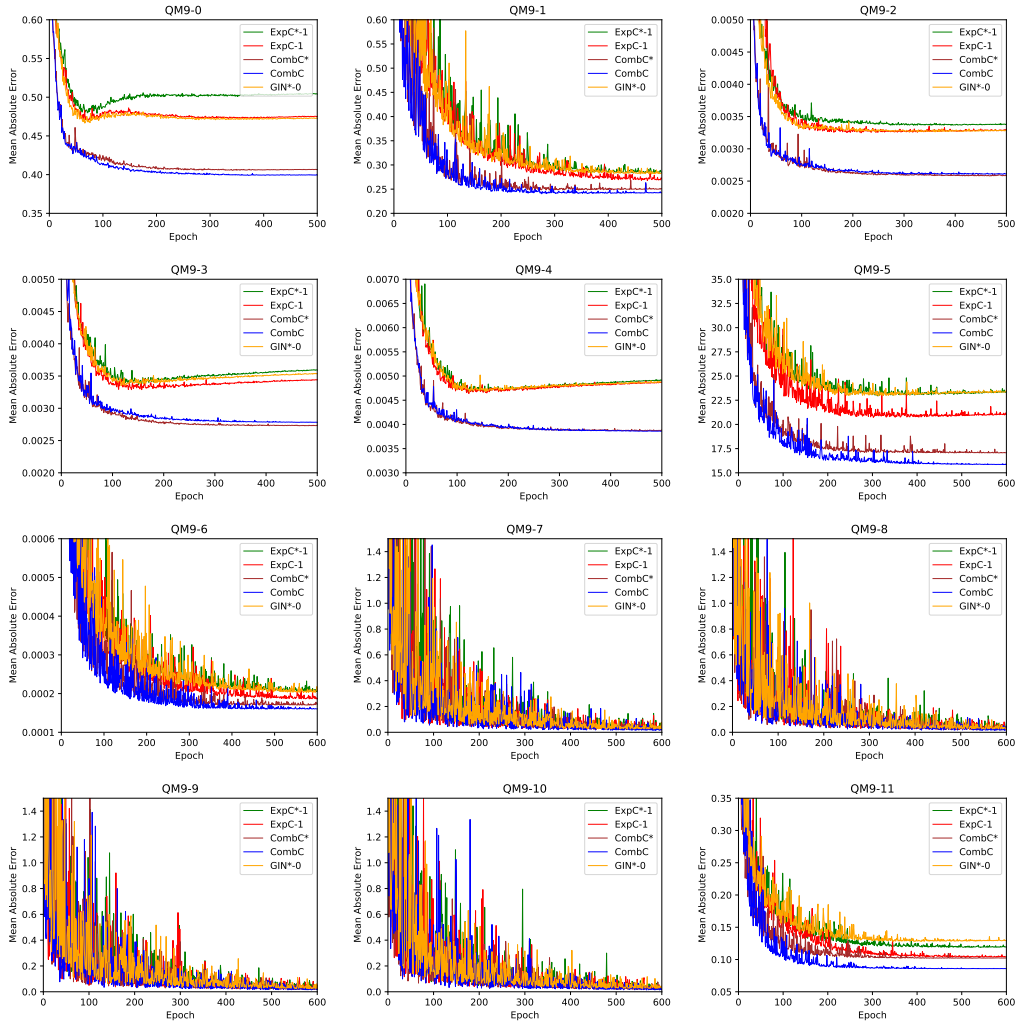 QM9-0
Mean Absolute Error
0.60
0.50
0.45
0.40
0.35
0
100
200
300
400
500
Epoch
ExpC*-1
ExpC-1
CombC*
CombC
GIN*-0
QM9-1
Mean Absolute Error
0.60
0.55
0.50
0.45
0.40
0.35
0.30
0.25
0.20
0
100
200
300
400
500
Epoch
ExpC*-1
ExpC-1
CombC*
CombC
GIN*-0
QM9-2
Mean Absolute Error
0.0050
0.0045
0.0040
0.0035
0.0030
0.0025
0.0020
0
100
200
300
400
500
Epoch
ExpC*-1
ExpC-1
CombC*
CombC
GIN*-0
QM9-3
Mean Absolute Error
0.0050
0.0045
0.0040
0.0035
0.0030
0.0025
0.0020
0
100
200
300
400
500
Epoch
ExpC*-1
ExpC-1
CombC*
CombC
GIN*-0
QM9-4
Mean Absolute Error
0.0070
0.0065
0.0060
0.0055
0.0050
0.0045
0.0040
0.0035
0.0030
0
100
200
300
400
500
Epoch
ExpC*-1
ExpC-1
CombC*
CombC
GIN*-0
QM9-5
Mean Absolute Error
35.0
32.5
30.0
27.5
25.0
22.5
20.0
17.5
15.0
0
100
200
300
400
500
600
Epoch
ExpC*-1
ExpC-1
CombC*
CombC
GIN*-0
QM9-6
Mean Absolute Error
0.0006
0.0005
0.0004
0.0003
0.0002
0.0001
0
100
200
300
400
500
600
Epoch
ExpC*-1
ExpC-1
CombC*
CombC
GIN*-0
QM9-7
Mean Absolute Error
1.4
1.2
1.0
0.8
0.6
0.4
0.2
0.0
0
100
200
300
400
500
600
Epoch
ExpC*-1
ExpC-1
CombC*
CombC
GIN*-0
QM9-8
Mean Absolute Error
1.4
1.2
1.0
0.8
0.6
0.4
0.2
0.0
0
100
200
300
400
500
600
Epoch
ExpC*-1
ExpC-1
CombC*
CombC
GIN*-0
QM9-9
Mean Absolute Error
1.4
1.2
1.0
0.8
0.6
0.4
0.2
0.0
0
100
200
300
400
500
600
Epoch
ExpC*-1
ExpC-1
CombC*
CombC
GIN*-0
QM9-10
Mean Absolute Error
1.4
1.2
1.0
0.8
0.6
0.4
0.2
0.0
0
100
200
300
400
500
600
Epoch
ExpC*-1
ExpC-1
CombC*
CombC
GIN*-0
QM9-11
Mean Absolute Error
0.35
0.30
0.25
0.20
0.15
0.10
0.05
0
100
200
300
400
500
600
Epoch
ExpC*-1
ExpC-1
CombC*
CombC
GIN*-0